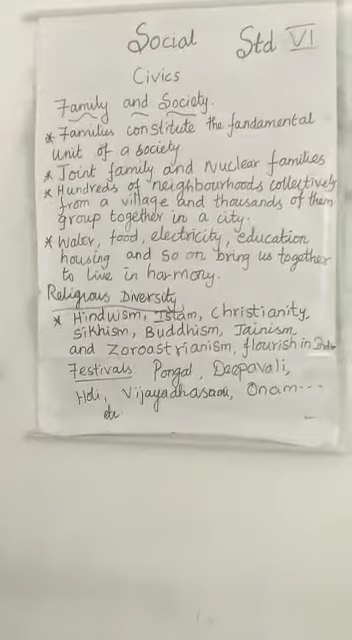 Social Std VI
Civics
Family and Society.
* Families constitute the fandamental
unit of a society
* Joint family and Nuclear families
* Hundreds of neighbourhoods collectively
from a village and thousands of them
group together in a city.
* Water, food, electricity, education
housing and so on bring us together
to live in harmony.
Religious Diversity
* Hinduism, Islam, Christianity,
Sikhism, Buddhism, Jainism
and Zoroastrianism, flourish in India
Festivals. Pongal, Deepavali,
Holi, Vijayadhasami, Onam...
etc.